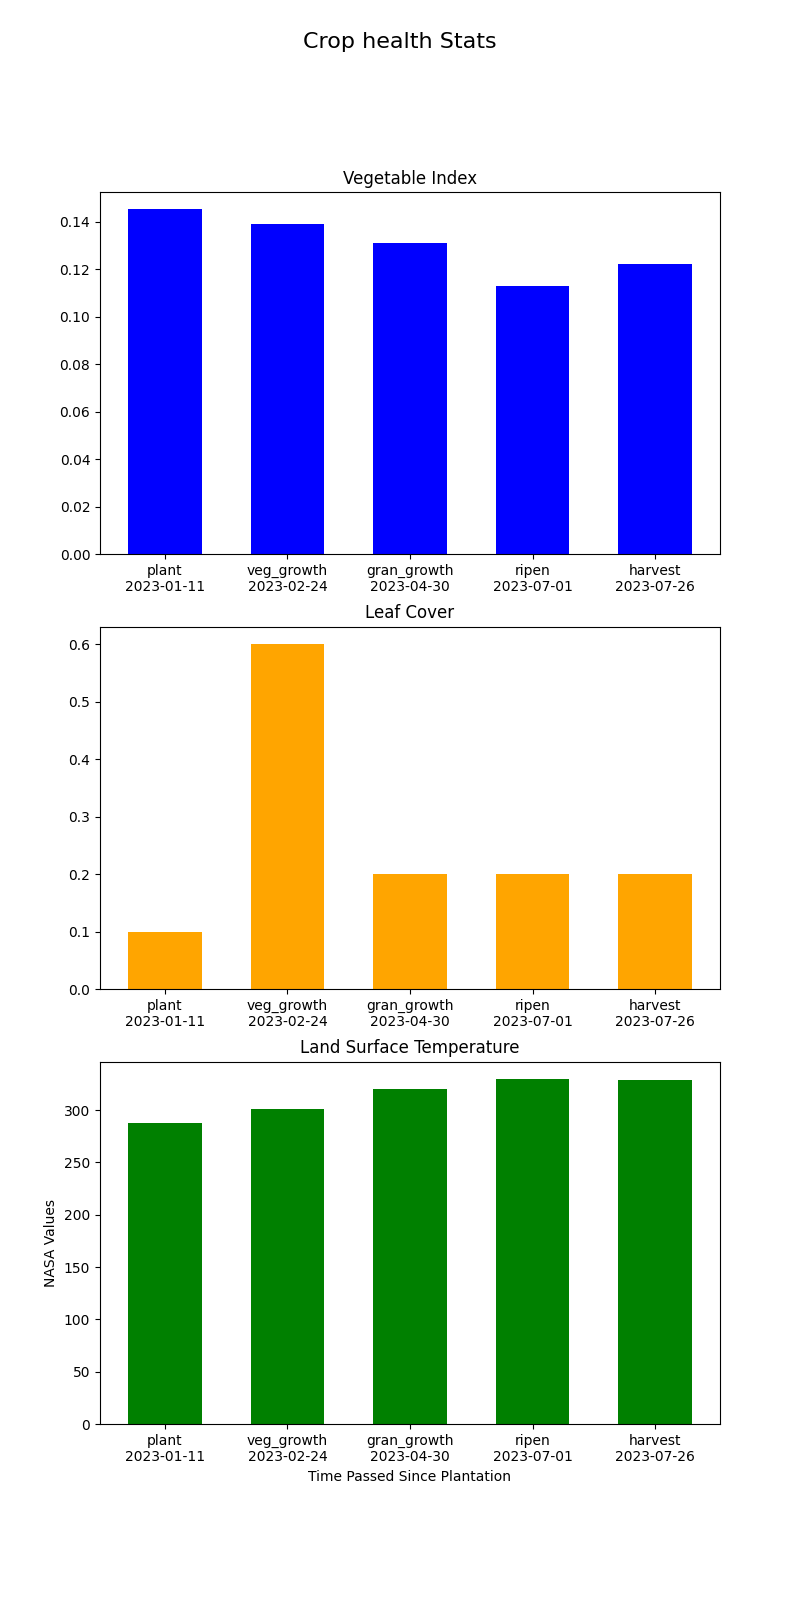 Crop health Stats
Vegetable Index
0.14
0.12
0.10
0.08
0.06
0.04
0.02
0.00
plant veg_growth gran_growth ripen harvest
2023-01-11 2023-02-24 2023-04-30 2023-07-01 2023-07-26
Leaf Cover
0.6
0.5
0.4
0.3
0.2
0.1
0.0
plant veg_growth gran_growth ripen harvest
2023-01-11 2023-02-24 2023-04-30 2023-07-01 2023-07-26
Land Surface Temperature
NASA Values
300
250
200
150
100
50
0
plant veg_growth gran_growth ripen harvest
2023-01-11 2023-02-24 2023-04-30 2023-07-01 2023-07-26
Time Passed Since Plantation